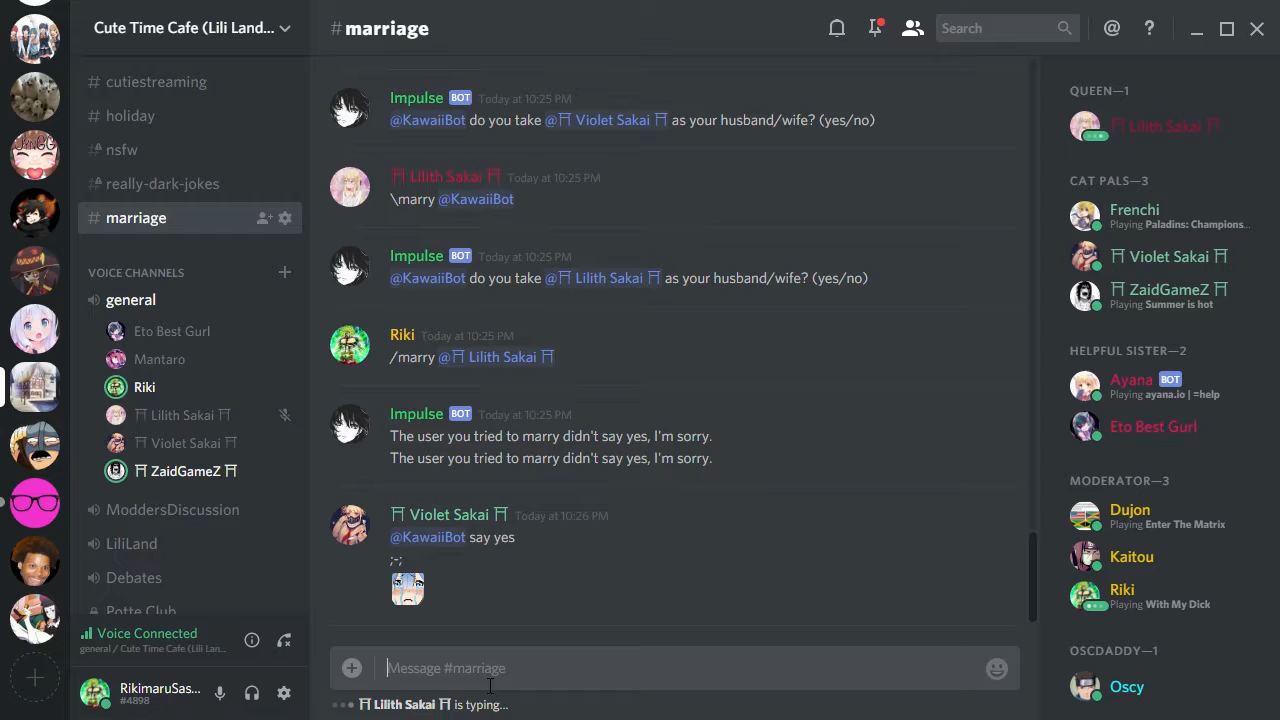 Cute Time Cafe (Lili Land...
# cutiestreaming
# holiday
# nsfw
# really-dark-jokes
# marriage
VOICE CHANNELS
general
Eto Best Gurl
Mantaro
Riki
⛩ Lilith Sakai ⛩
⛩ Violet Sakai ⛩
⛩ ZaidGameZ ⛩
ModdersDiscussion
LiliLand
Debates
Potte Club
Voice Connected
general / Cute Time Cafe (Lili Lan...
RikimaruSas...
#4898
#marriage
Search
Impulse BOT Today at 10:25 PM
@KawaiiBot do you take @⛩ Violet Sakai ⛩ as your husband/wife? (yes/no)
⛩ Lilith Sakai ⛩ Today at 10:25 PM
\marry @KawaiiBot
Impulse BOT Today at 10:25 PM
@KawaiiBot do you take @⛩ Lilith Sakai ⛩ as your husband/wife? (yes/no)
Riki Today at 10:25 PM
/marry @⛩ Lilith Sakai ⛩
Impulse BOT Today at 10:25 PM
The user you tried to marry didn't say yes, I'm sorry.
The user you tried to marry didn't say yes, I'm sorry.
⛩ Violet Sakai ⛩ Today at 10:26 PM
@KawaiiBot say yes
;-;
Message #marriage
⛩ Lilith Sakai ⛩ is typing...
QUEEN—1
⛩ Lilith Sakai ⛩
CAT PALS—3
Frenchi
Playing Paladins: Champions...
⛩ Violet Sakai ⛩
⛩ ZaidGameZ ⛩
Playing Summer is hot
HELPFUL SISTER—2
Ayana BOT
Playing ayana.io | =help
Eto Best Gurl
MODERATOR—3
Dujon
Playing Enter The Matrix
Kaitou
Riki
Playing With My Dick
OSCDADDY—1
Oscy